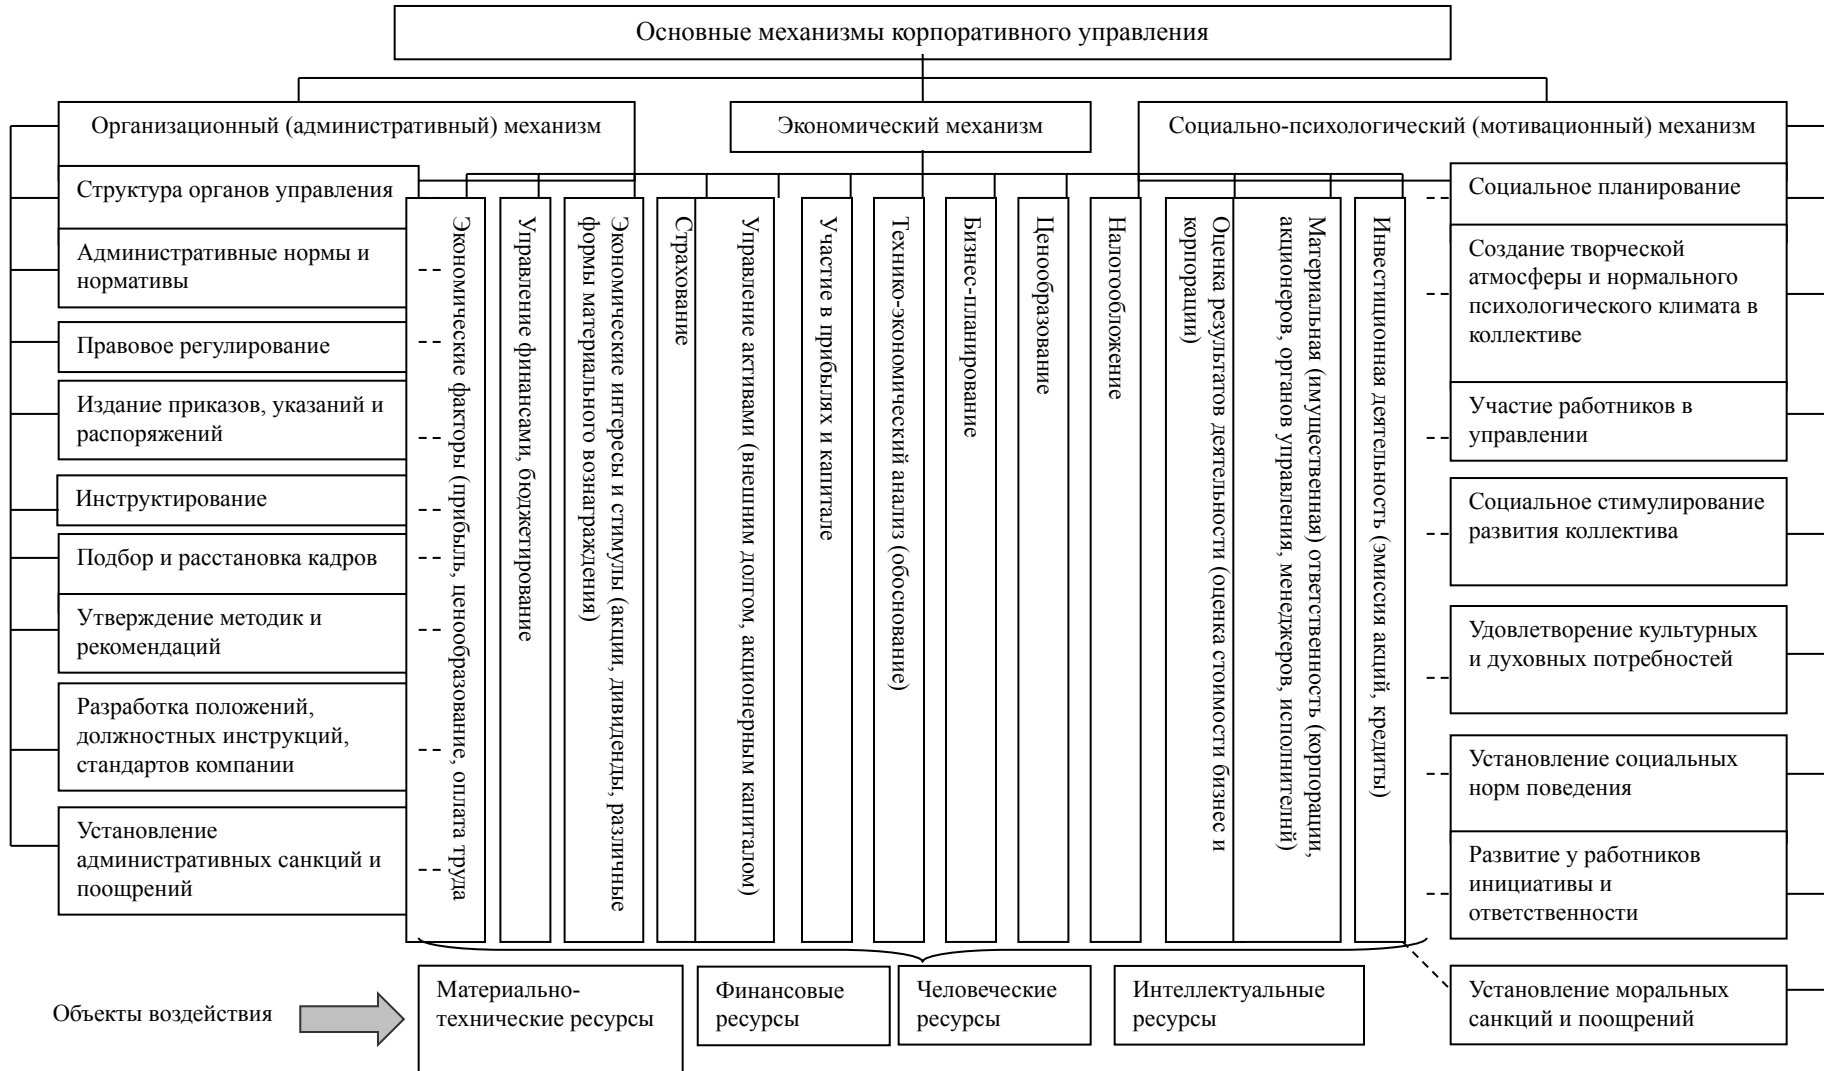 Основные механизмы корпоративного управления
Организационный (административный) механизм
Экономический механизм
Социально-психологический (мотивационный) механизм
Структура органов управления
Административные нормы и
нормативы
Правовое регулирование
Издание приказов, указаний и
распоряжений
Инструктирование
Подбор и расстановка кадров
Утверждение методик и
рекомендаций
Разработка положений,
должностных инструкций,
стандартов компании
Установление
административных санкций и
поощрений
Экономические факторы (прибыль, ценообразование, оплата труда
Управление финансами, бюджетирование
Экономические интересы и стимулы (акции, дивиденды, различные
формы материального вознаграждения)
Страхование
Управление активами (внешним долгом, акционерным капиталом)
Участие в прибылях и капитале
Технико-экономический анализ (обоснование)
Бизнес-планирование
Ценообразование
Налогообложение
Оценка результатов деятельности (оценка стоимости бизнес и
корпорации)
Материальная (имущественная) ответственность (корпорации,
акционеров, органов управления, менеджеров, исполнителнй)
Инвестиционная деятельность (эмиссия акций, кредиты)
Социальное планирование
Создание творческой
атмосферы и нормального
психологического климата в
коллективе
Участие работников в
управлении
Социальное стимулирование
развития коллектива
Удовлетворение культурных
и духовных потребностей
Установление социальных
норм поведения
Развитие у работников
инициативы и
ответственности
Установление моральных
санкций и поощрений
Объекты воздействия
Материально-
технические ресурсы
Финансовые
ресурсы
Человеческие
ресурсы
Интеллектуальные
ресурсы